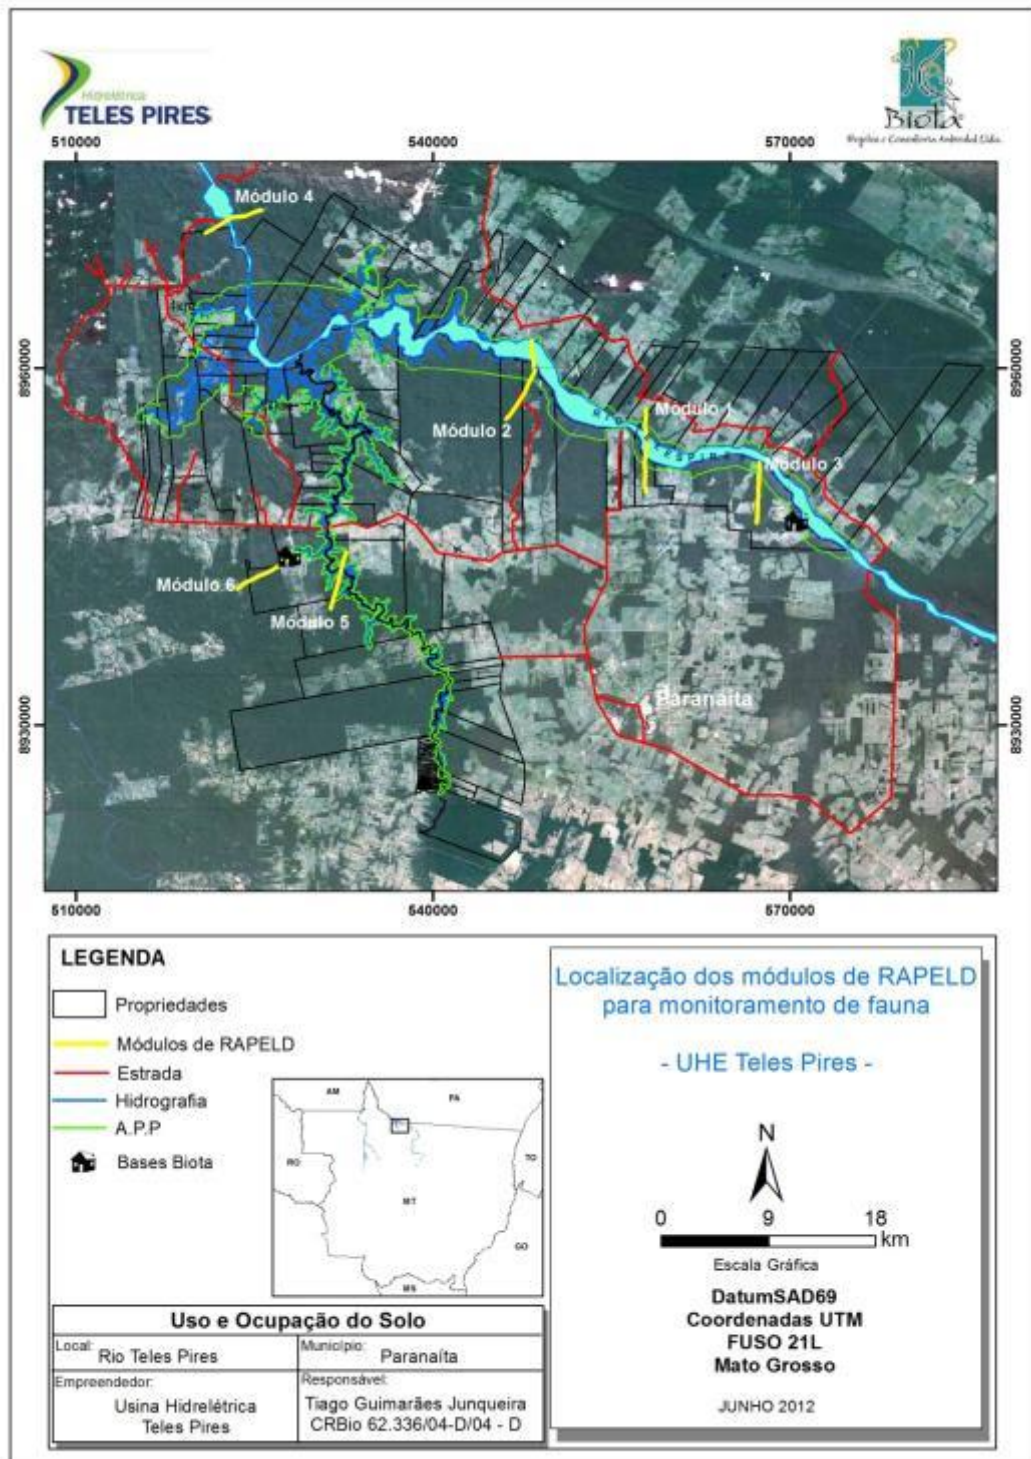 Hidrelétrica
TELES PIRES
Biota
Projetos e Consultoria Ambiental Ltda.
510000 540000 570000
8960000
8930000
8960000
8930000
Módulo 4
Módulo 1
Módulo 2
Módulo 3
Módulo 6
Módulo 5
Paranaíta
510000 540000 570000
LEGENDA
Propriedades
Módulos de RAPELD
Estrada
Hidrografia
A.P.P
Bases Biota
AM
PA
RO
TO
MT
GO
MS
Localização dos módulos de RAPELD
para monitoramento de fauna
- UHE Teles Pires -
N
0 9 18
km
Escala Gráfica
DatumSAD69
Coordenadas UTM
FUSO 21L
Mato Grosso
JUNHO 2012
Uso e Ocupação do Solo
Local:
Rio Teles Pires
Município:
Paranaíta
Empreendedor:
Usina Hidrelétrica
Teles Pires
Responsável:
Tiago Guimarães Junqueira
CRBio 62.336/04-D/04 - D